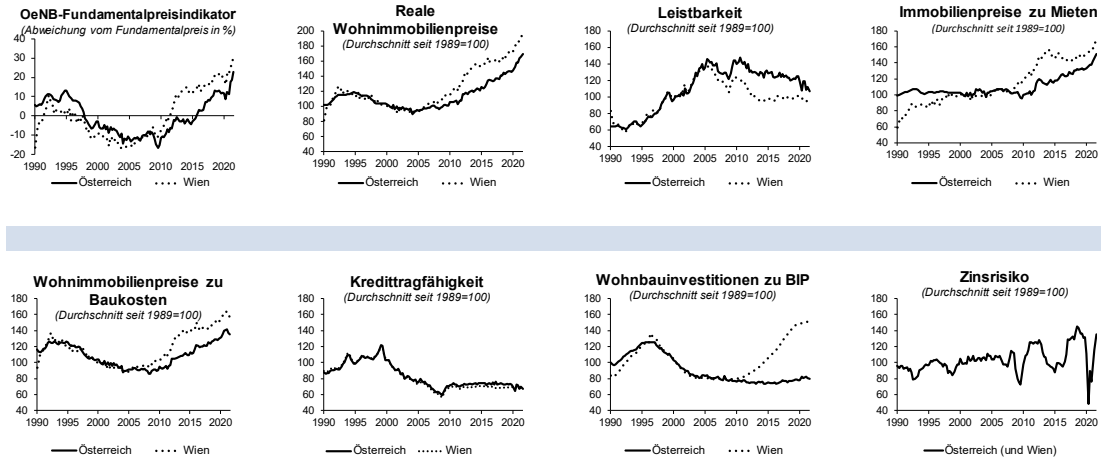 OeNB-Fundamentalpreisindikator
(Abweichung vom Fundamentalpreis in %)
40
30
20
10
0
-10
-20
1990 1995 2000 2005 2010 2015 2020
Österreich Wien
Reale
Wohnimmobilienpreise
(Durchschnitt seit 1989=100)
200
180
160
140
120
100
80
60
40
1990 1995 2000 2005 2010 2015 2020
Österreich Wien
Leistbarkeit
(Durchschnitt seit 1989=100)
180
160
140
120
100
80
60
40
1990 1995 2000 2005 2010 2015 2020
Österreich Wien
Immobilienpreise zu Mieten
(Durchschnitt seit 1989=100)
180
160
140
120
100
80
60
40
1990 1995 2000 2005 2010 2015 2020
Österreich Wien
Wohnimmobilienpreise zu
Baukosten
(Durchschnitt seit 1989=100)
180
160
140
120
100
80
60
40
1990 1995 2000 2005 2010 2015 2020
Österreich Wien
Kredittragfähigkeit
(Durchschnitt seit 1989=100)
180
160
140
120
100
80
60
40
1990 1995 2000 2005 2010 2015 2020
Österreich Wien
Wohnbauinvestitionen zu BIP
(Durchschnitt seit 1989=100)
180
160
140
120
100
80
60
40
1990 1995 2000 2005 2010 2015 2020
Österreich Wien
Zinsrisiko
(Durchschnitt seit 1989=100)
180
160
140
120
100
80
60
40
1990 1995 2000 2005 2010 2015 2020
Österreich (und Wien)